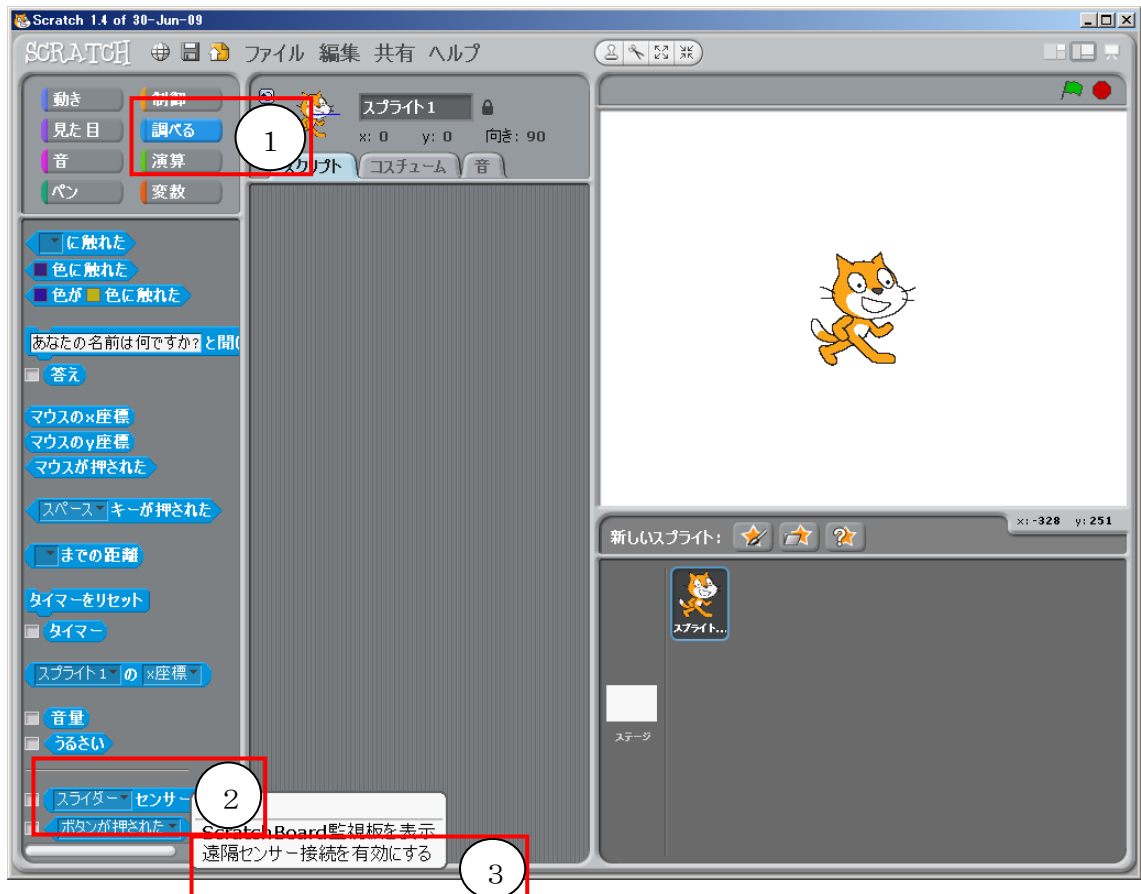 Scratch 1.4 of 30-Jun-09
SCRATCH ファイル 編集 共有 ヘルプ
動き 制御
見た目 調べる
音 演算
ペン 変数
1
スプライト1
x: 0 y: 0 向き: 90
スクリプト コスチューム 音
に触れた
色に触れた
色が 色に触れた
あなたの名前は何ですか? と聞
答え
マウスのx座標
マウスのy座標
マウスが押された
スペース キーが押された
までの距離
タイマーをリセット
タイマー
スプライト1 の x座標
音量
うるさい
スライダー センサー
ボタンが押された
2
ScratchBoard監視板を表示
遠隔センサー接続を有効にする
3
x: -328 y: 251
新しいスプライト:
スプライト...
ステージ